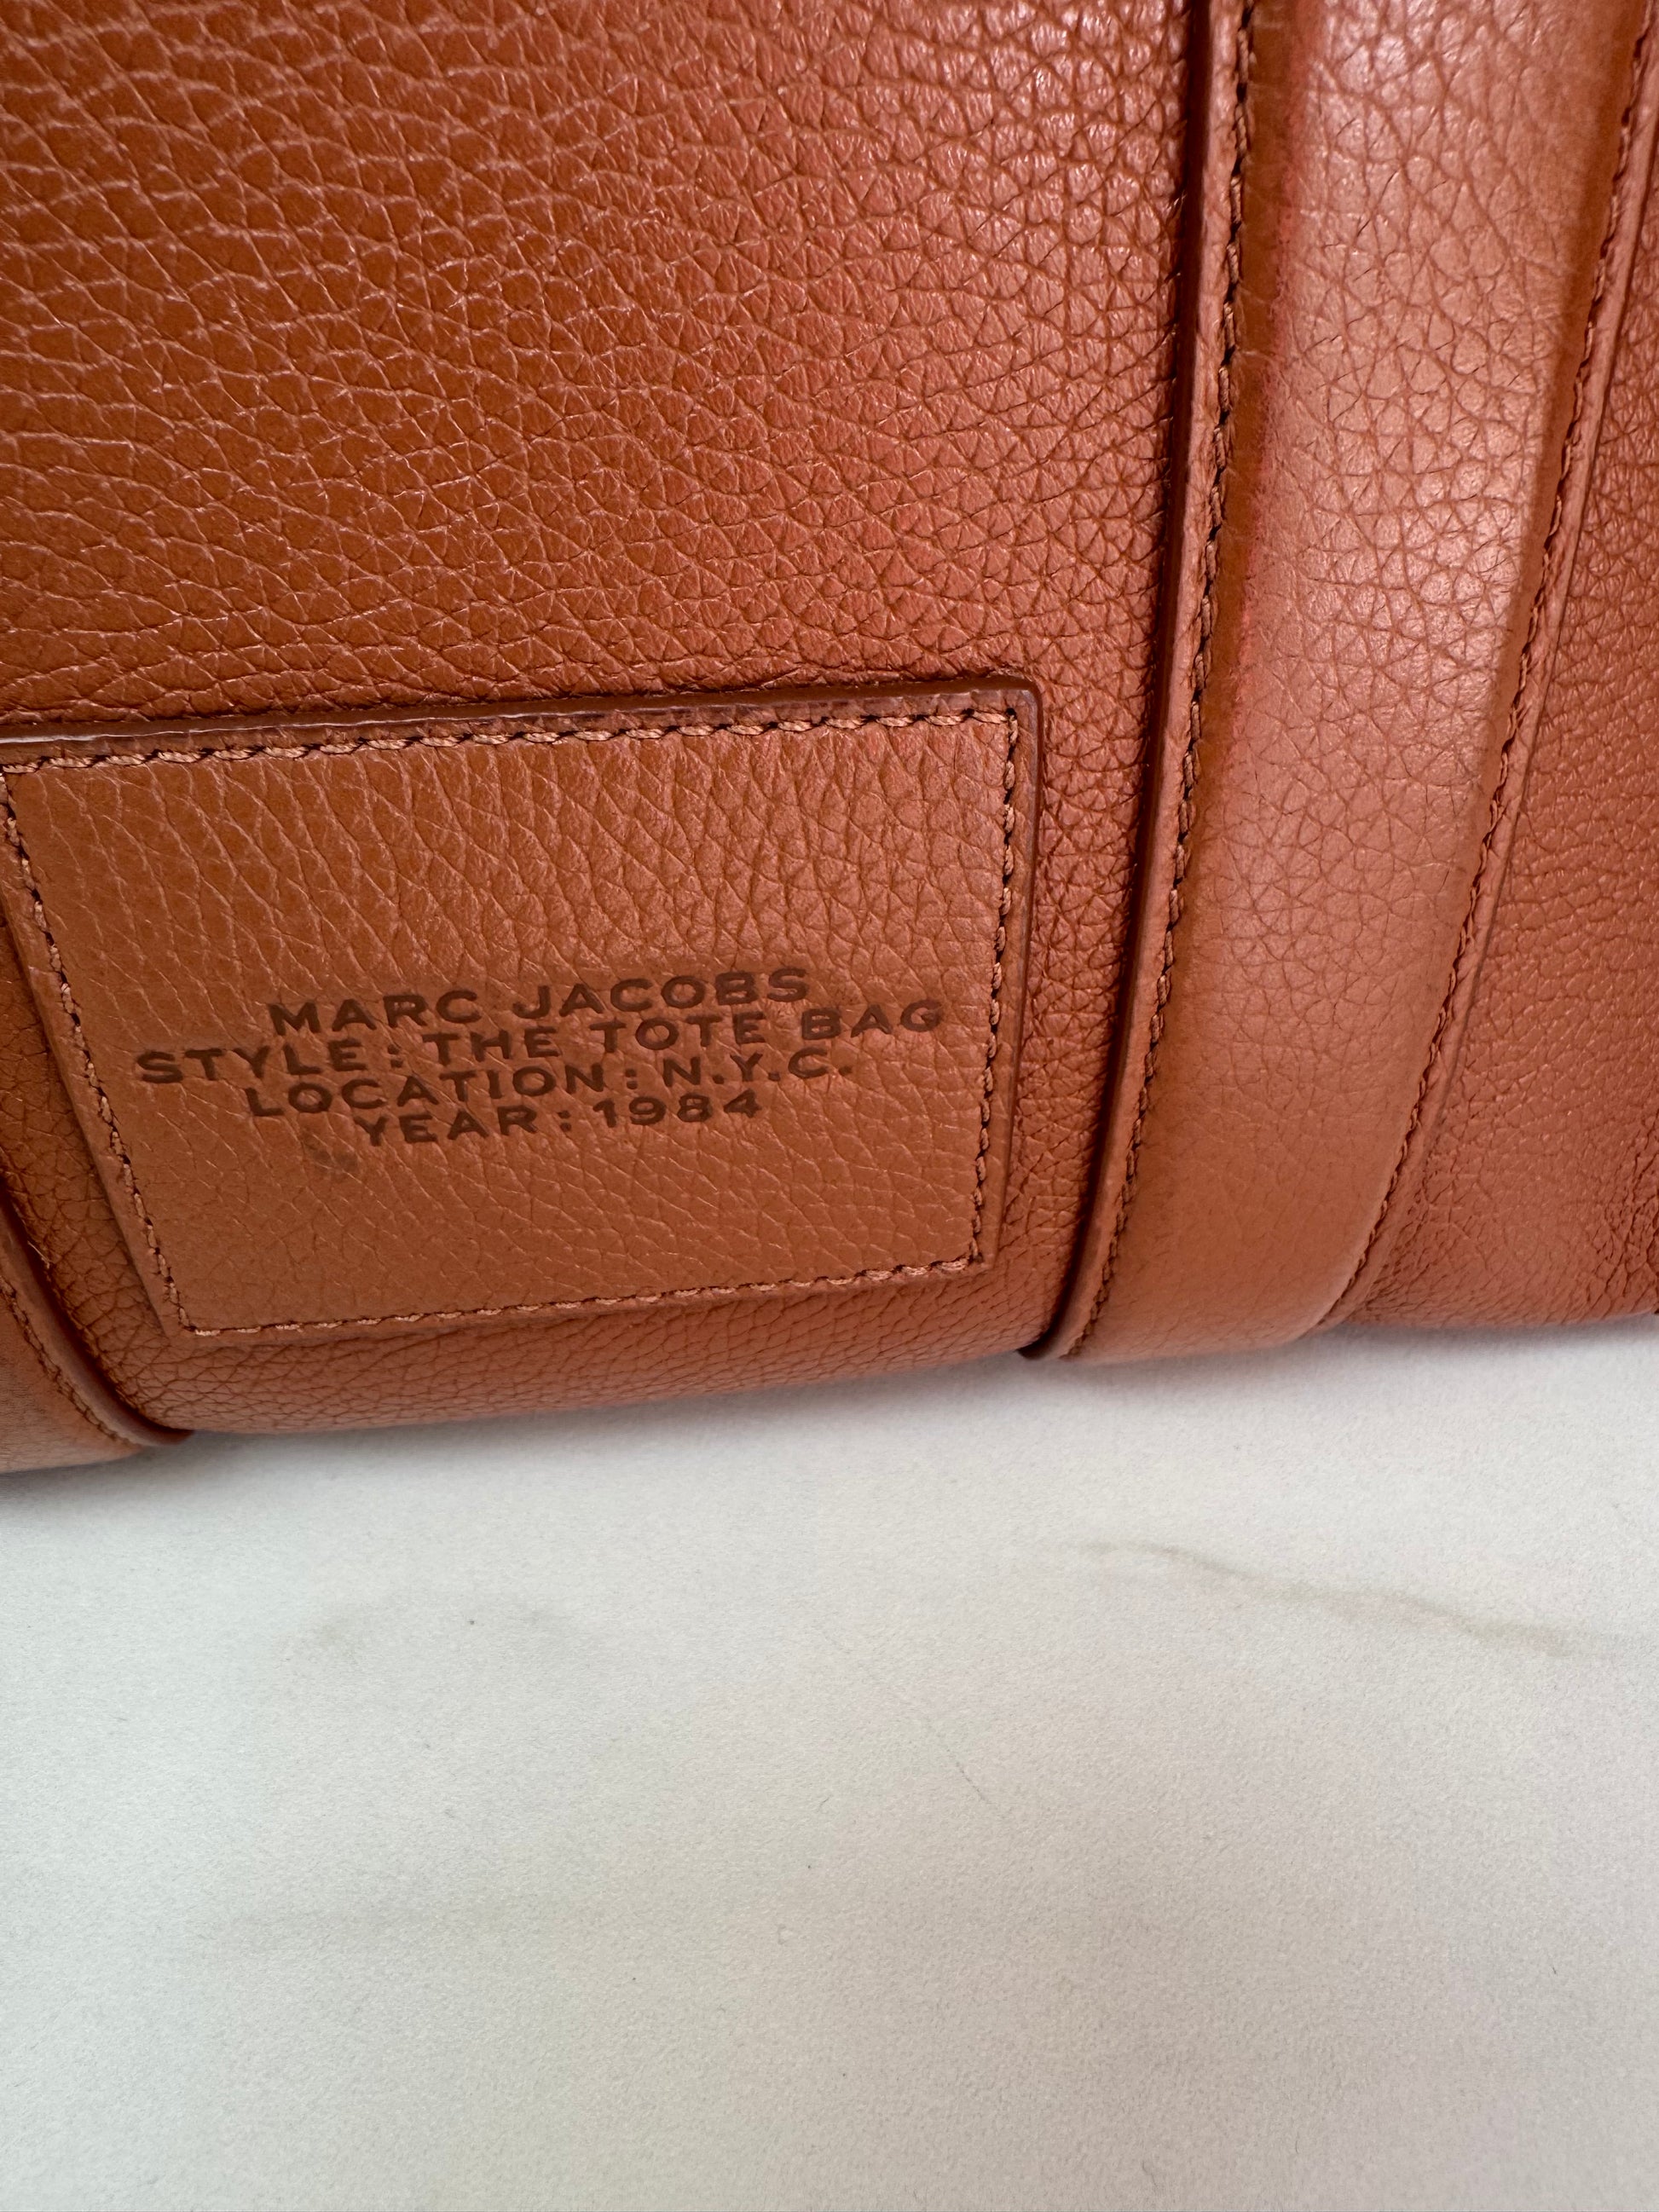 MARC JACOBS
STYLE: THE TOTE BAG
LOCATION: N.Y.C.
YEAR: 1984